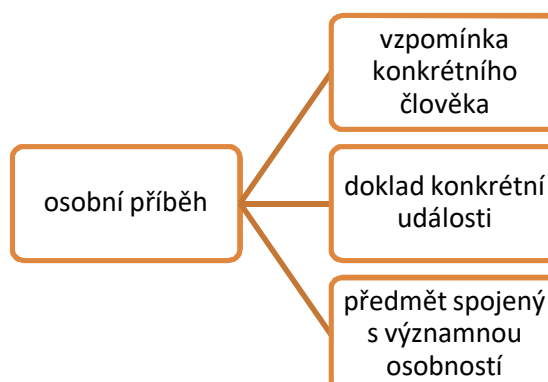 osobní příběh
vzpomínka
konkrétního
člověka
doklad konkrétní
události
předmět spojený
s významnou
osobností